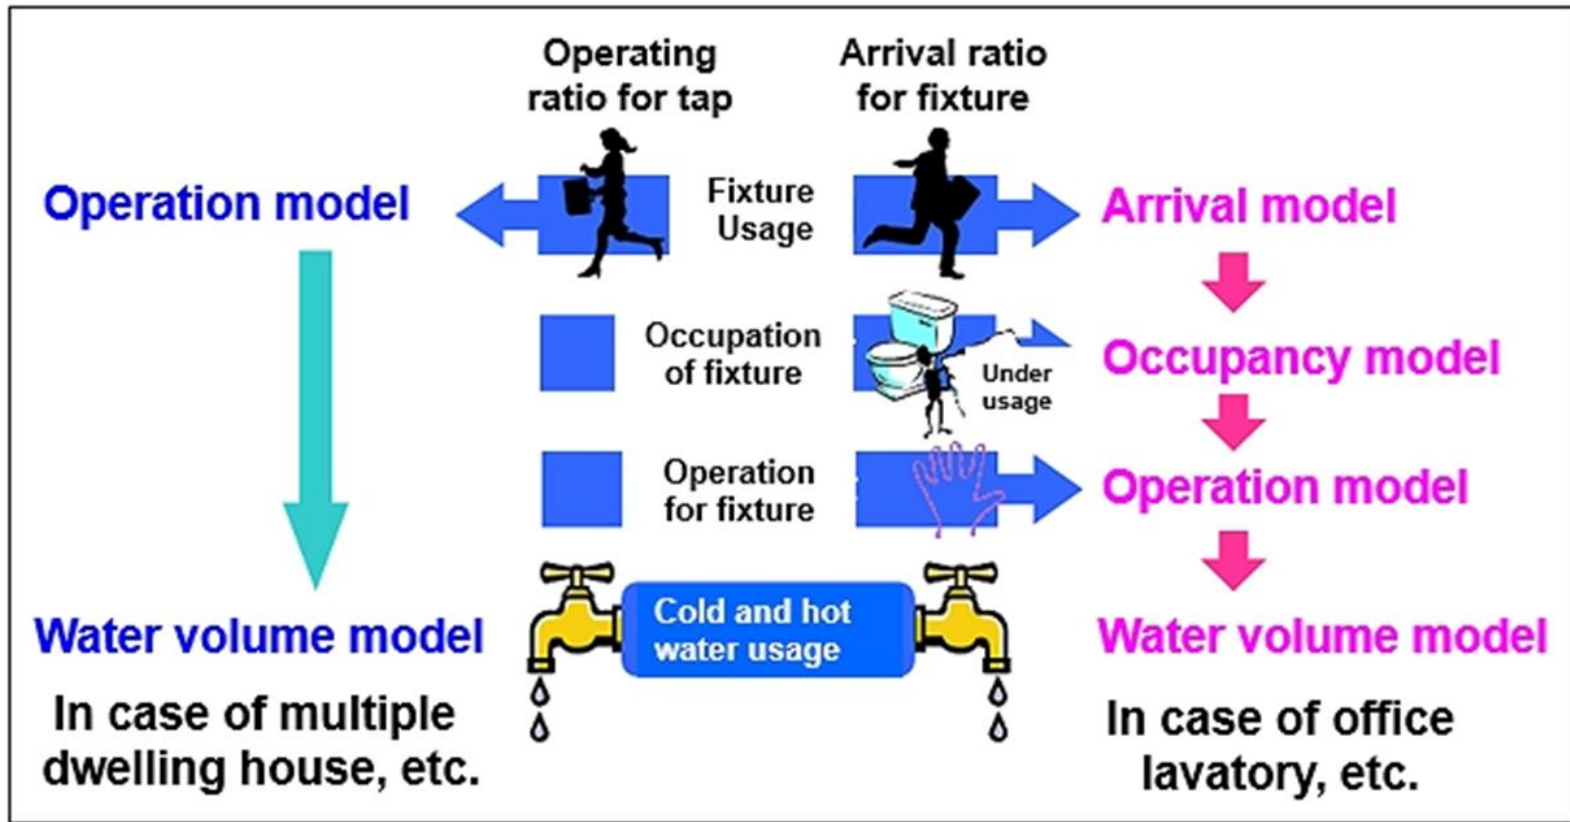 Operating
ratio for tap
Arrival ratio
for fixture
Operation model
Fixture
Usage
Arrival model
Occupation
of fixture
Under
usage
Occupancy model
Operation
for fixture
Operation model
Cold and hot
water usage
Water volume model
Water volume model
In case of multiple
dwelling house, etc.
In case of office
lavatory, etc.